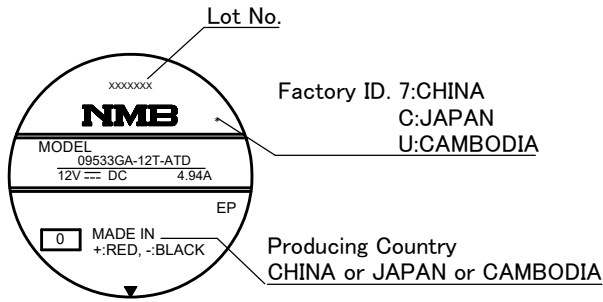 Lot No.
XXXXXXX
NMB
*
Factory ID. 7:CHINA
C:JAPAN
U:CAMBODIA
MODEL
09533GA-12T-ATD
12V ⎓ DC 4.94A
EP
0
MADE IN
+:RED, -:BLACK
Producing Country
CHINA or JAPAN or CAMBODIA